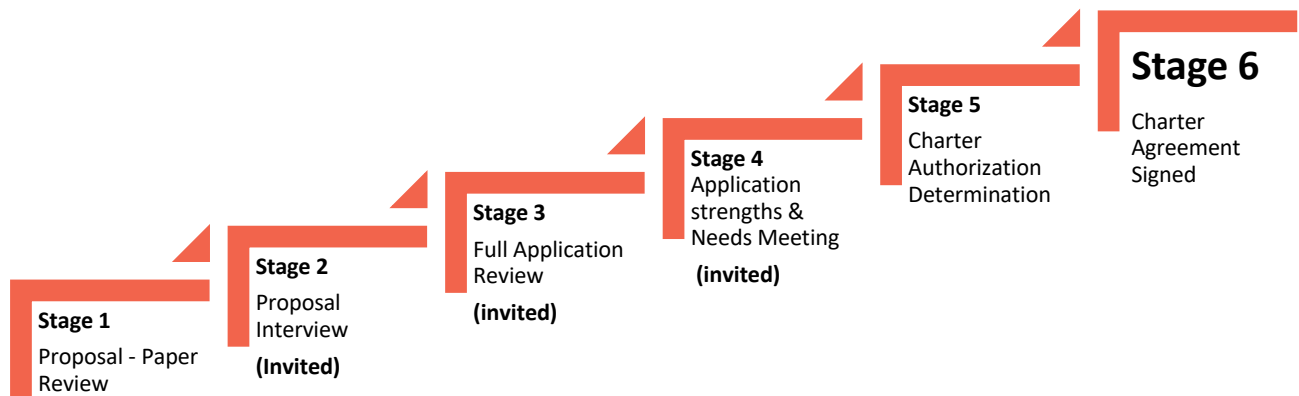 Stage 1
Proposal - Paper
Review
Stage 2
Proposal
Interview
(Invited)
Stage 3
Full Application
Review
(invited)
Stage 4
Application
strengths &
Needs Meeting
(invited)
Stage 5
Charter
Authorization
Determination
Stage 6
Charter
Agreement
Signed